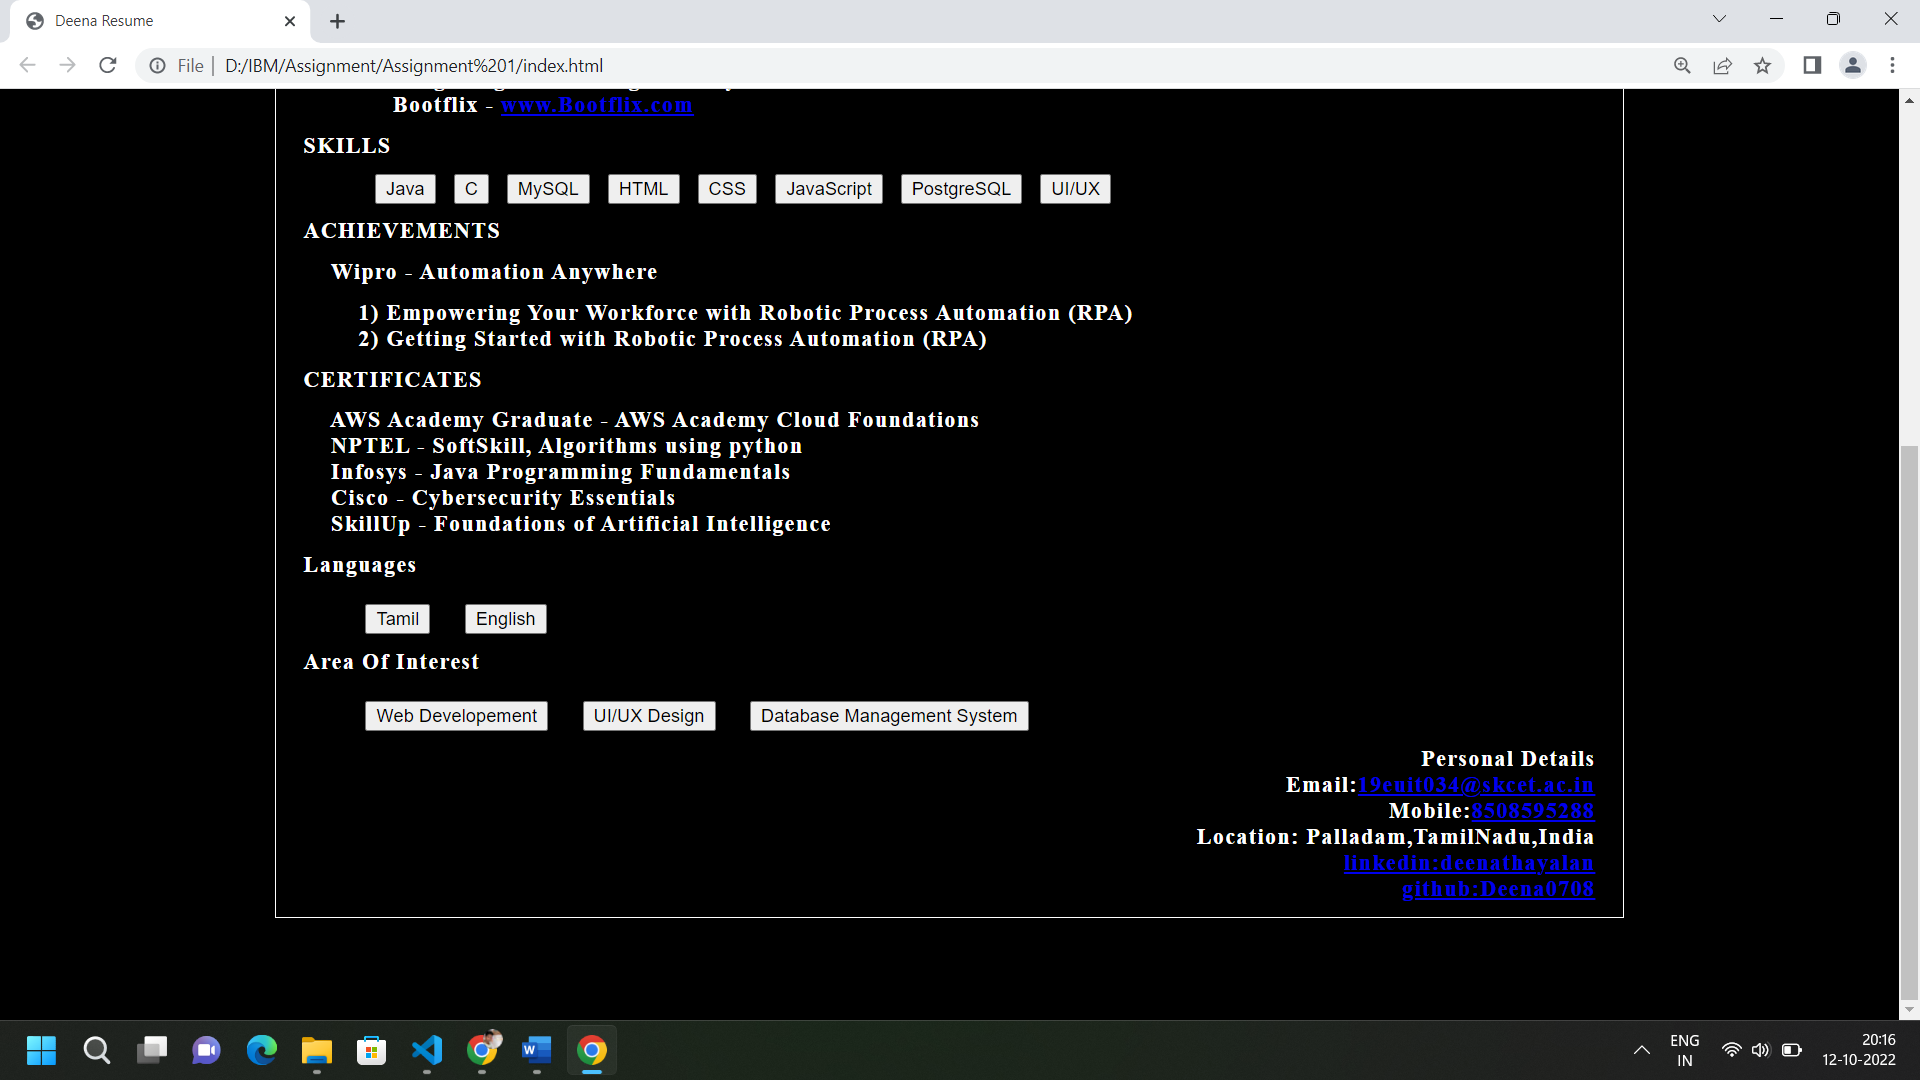 Deena Resume
File
D:/IBM/Assignment/Assignment%201/index.html
Bootflix - www.Bootflix.com
SKILLS
Java C MySQL HTML CSS JavaScript PostgreSQL UI/UX
ACHIEVEMENTS
Wipro - Automation Anywhere
1) Empowering Your Workforce with Robotic Process Automation (RPA)
2) Getting Started with Robotic Process Automation (RPA)
CERTIFICATES
AWS Academy Graduate - AWS Academy Cloud Foundations
NPTEL - SoftSkill, Algorithms using python
Infosys - Java Programming Fundamentals
Cisco - Cybersecurity Essentials
SkillUp - Foundations of Artificial Intelligence
Languages
Tamil English
Area Of Interest
Web Developement UI/UX Design Database Management System
Personal Details
Email:19euit034@skcet.ac.in
Mobile:8508595288
Location: Palladam,TamilNadu,India
linkedin:deenathayalan
github:Deena0708
ENG
IN
20:16
12-10-2022